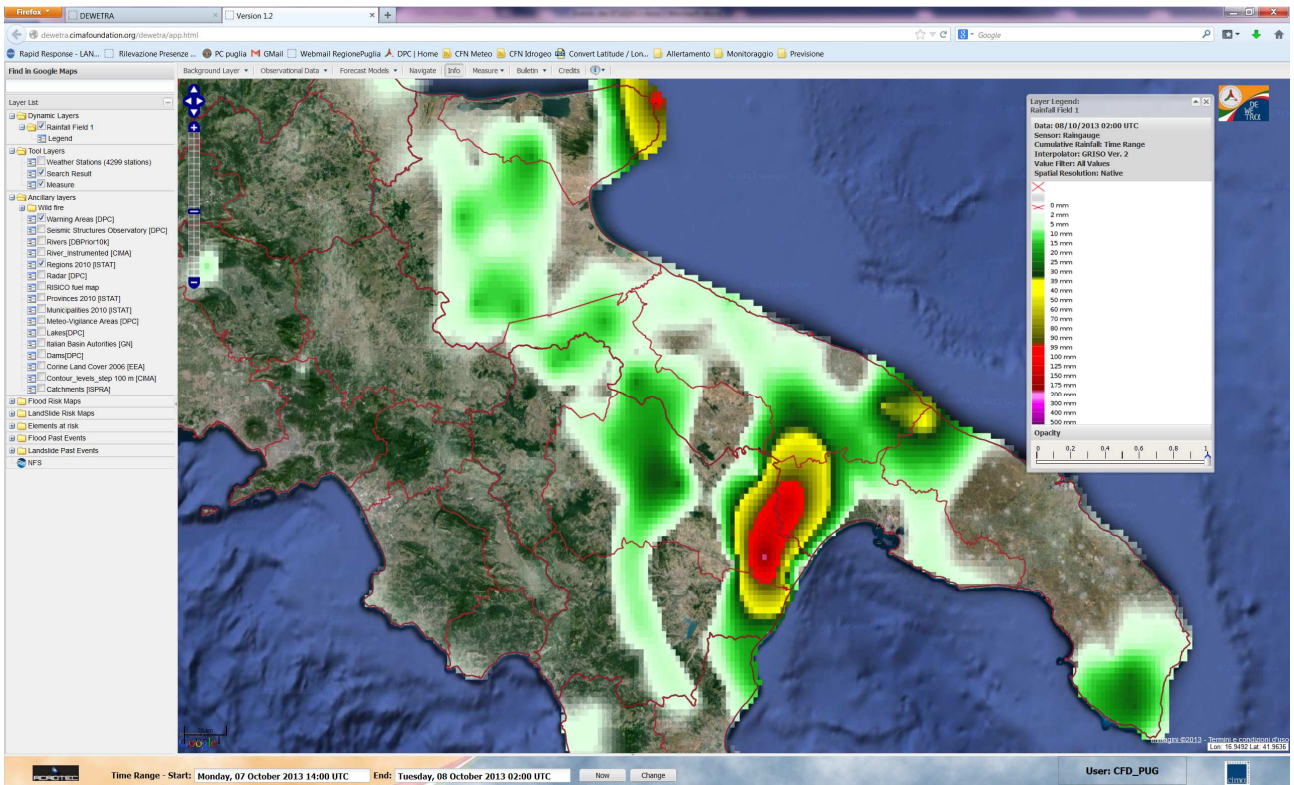 Firefox
DEWETRA
Version 1.2
dewetra.cimafoundation.org/dewetra/app.html
Google
Rapid Response - LAN... Rilevazione Presenze ... PC puglia GMail Webmail RegionePuglia DPC | Home CFN Meteo CFN Idrogeo Convert Latitude / Lon... Allertamento Monitoraggio Previsione
Find in Google Maps
Background Layer Observational Data Forecast Models Navigate Info Measure Bulletin Credits
Layer List
Dynamic Layers
Rainfall Field 1
Legend
Tool Layers
Weather Stations (4299 stations)
Search Result
Measure
Ancillary layers
Wild fire
Warning Areas [DPC]
Seismic Structures Observatory [DPC]
Rivers [DBPrior10k]
River_Instrumented [CIMA]
Regions 2010 [ISTAT]
Radar [DPC]
RISICO fuel map
Provinces 2010 [ISTAT]
Municipalities 2010 [ISTAT]
Meteo-Vigilance Areas [DPC]
Lakes[DPC]
Italian Basin Autorities [GN]
Dams[DPC]
Corine Land Cover 2006 [EEA]
Contour_levels_step 100 m [CIMA]
Catchments [ISPRA]
Flood Risk Maps
LandSlide Risk Maps
Elements at risk
Flood Past Events
Landslide Past Events
NFS
Layer Legend:
Rainfall Field 1
Data: 08/10/2013 02:00 UTC
Sensor: Raingauge
Cumulative Rainfall: Time Range
Interpolator: GRISO Ver. 2
Value Filter: All Values
Spatial Resolution: Native
0 mm
2 mm
5 mm
10 mm
15 mm
20 mm
25 mm
30 mm
39 mm
40 mm
50 mm
60 mm
70 mm
80 mm
90 mm
99 mm
100 mm
125 mm
150 mm
175 mm
200 mm
300 mm
400 mm
500 mm
Opacity
0 0,2 0,4 0,6 0,8 1
DE
WE
TRA
Google
Immagini ©2013 - Termini e condizioni d'uso
Lon: 16.9492 Lat: 41.9636
ACROTEC
Time Range - Start: Monday, 07 October 2013 14:00 UTC End: Tuesday, 08 October 2013 02:00 UTC Now Change
User: CFD_PUG
cima